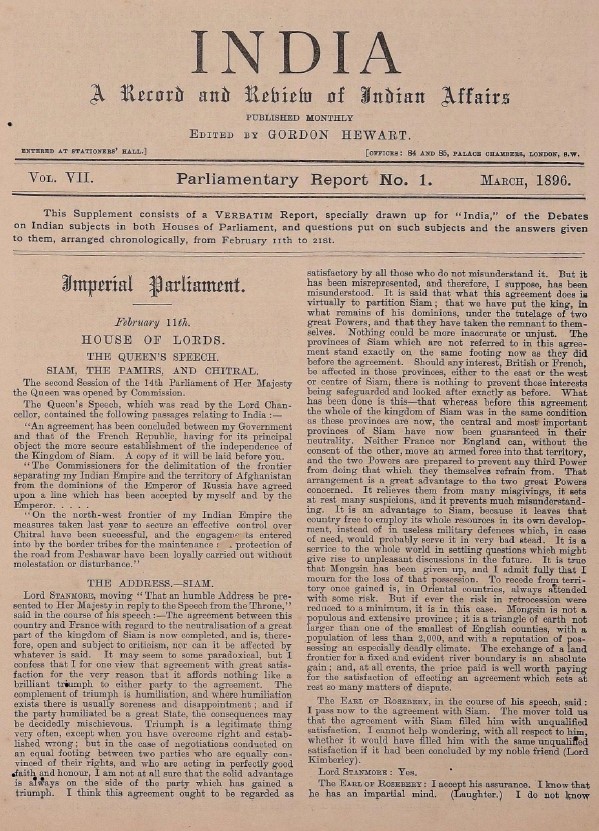 INDIA
A Record and Review of Indian Affairs
PUBLISHED MONTHLY
EDITED BY GORDON HEWART.
ENTERED AT STATIONERS' HALL.]
[OFFICES: 84 AND 85, PALACE CHAMBERS, LONDON, S.W.
VOL. VII.
Parliamentary Report No. 1.
MARCH, 1896.
This Supplement consists of a VERBATIM Report, specially drawn up for "India," of the Debates
on Indian subjects in both Houses of Parliament, and questions put on such subjects and the answers given
to them, arranged chronologically, from February 11th to 21st.
Imperial Parliament.
February 11th.
HOUSE OF LORDS.
THE QUEEN'S SPEECH.
SIAM, THE PAMIRS, AND CHITRAL.
The second Session of the 14th Parliament of Her Majesty
the Queen was opened by Commission.
The Queen's Speech, which was read by the Lord Chan-
cellor, contained the following passages relating to India :—
"An agreement has been concluded between my Government
and that of the French Republic, having for its principal
object the more secure establishment of the independence of
the Kingdom of Siam. A copy of it will be laid before you.
"The Commissioners for the delimitation of the frontier
separating my Indian Empire and the territory of Afghanistan
from the dominions of the Emperor of Russia have agreed
upon a line which has been accepted by myself and by the
Emperor. . . . .
"On the north-west frontier of my Indian Empire the
measures taken last year to secure an effective control over
Chitral have been successful, and the engagements entered
into by the border tribes for the maintenance : . protection of
the road from Peshawar have been loyally carried out without
molestation or disturbance."
THE ADDRESS.—SIAM.
Lord STANMORE, moving "That an humble Address be pre-
sented to Her Majesty in reply to the Speech from the Throne,"
said in the course of his speech :—The agreement between this
country and France with regard to the neutralisation of a great
part of the kingdom of Siam is now completed, and is, there-
fore, open and subject to criticism, nor can it be affected by
whatever is said. It may seem to some paradoxical, but I
confess that I for one view that agreement with great satis-
faction for the very reason that it affords nothing like a
brilliant triumph to either party to the agreement. The
complement of triumph is humiliation, and where humiliation
exists there is usually soreness and disappointment; and if
the party humiliated be a great State, the consequences may
be decidedly mischievous. Triumph is a legitimate thing
very often, except when you have overcome right and estab-
lished wrong; but in the case of negotiations conducted on
an equal footing between two parties who are equally con-
vinced of their rights, and who are acting in perfectly good
faith and honour, I am not at all sure that the solid advantage
is always on the side of the party which has gained a
triumph. I think this agreement ought to be regarded as
satisfactory by all those who do not misunderstand it. But it
has been misrepresented, and therefore, I suppose, has been
misunderstood. It is said that what this agreement does is
virtually to partition Siam; that we have put the king, in
what remains of his dominions, under the tutelage of two
great Powers, and that they have taken the remnant to them-
selves. Nothing could be more inaccurate or unjust. The
provinces of Siam which are not referred to in this agree-
ment stand exactly on the same footing now as they did
before the agreement. Should any interest, British or French,
be affected in those provinces, either to the east or the west
or centre of Siam, there is nothing to prevent those interests
being safeguarded and looked after exactly as before. What
has been done is this—that whereas before this agreement
the whole of the kingdom of Siam was in the same condition
as these provinces are now, the central and most important
provinces of Siam have now been guaranteed in their
neutrality. Neither France nor England can, without the
consent of the other, move an armed force into that territory,
and the two Powers are prepared to prevent any third Power
from doing that which they themselves refrain from. That
arrangement is a great advantage to the two great Powers
concerned. It relieves them from many misgivings, it sets
at rest many suspicions, and it prevents much misunderstand-
ing. It is an advantage to Siam, because it leaves that
country free to employ its whole resources in its own develop-
ment, instead of in useless military defences which, in case
of need, would probably serve it in very bad stead. It is a
service to the whole world in settling questions which might
give rise to unpleasant discussions in the future. It is true
that Mongsin has been given up, and I admit fully that I
mourn for the loss of that possession. To recede from terri-
tory once gained is, in Oriental countries, always attended
with some risk. But if ever the risk in retrocession were
reduced to a minimum, it is in this case. Mongsin is not a
populous and extensive province; it is a triangle of earth not
larger than one of the smallest of English counties, with a
population of less than 2,000, and with a reputation of pos-
sessing an especially deadly climate. The exchange of a land
frontier for a fixed and evident river boundary is an absolute
gain; and, at all events, the price paid is well worth paying
for the satisfaction of effecting an agreement which sets at
rest so many matters of dispute.
The EARL OF ROSEBERY, in the course of his speech, said:
I pass now to the agreement with Siam. The mover told us
that the agreement with Siam filled him with unqualified
satisfaction. I cannot help wondering, with all respect to him,
whether it would have filled him with the same unqualified
satisfaction if it had been concluded by my noble friend (Lord
Kimberley).
Lord STANMORE: Yes.
The EARL OF ROSEBERY: I accept his assurance. I know that
he has an impartial mind. (Laughter.) I do not know